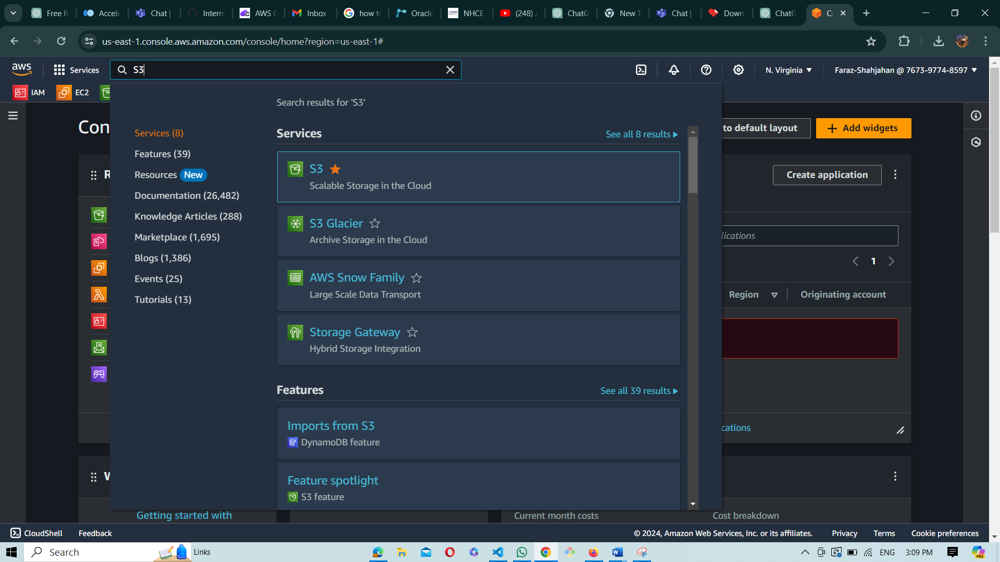 Free R
Accele
Chat |
Intern
AWS C
Inbox
how to
Oracle
NHCE
(248) /
ChatG
New T
Chat |
Down
ChatG
us-east-1.console.aws.amazon.com/console/home?region=us-east-1#
aws
Services
S3
N. Virginia
Faraz-Shahjahan @ 7673-9774-8597
IAM
EC2
Con
to default layout
Add widgets
Search results for 'S3'
Services (8)
Features (39)
Resources New
Documentation (26,482)
Knowledge Articles (288)
Marketplace (1,695)
Blogs (1,386)
Events (25)
Tutorials (13)
Services
See all 8 results
S3
Scalable Storage in the Cloud
S3 Glacier
Archive Storage in the Cloud
AWS Snow Family
Large Scale Data Transport
Storage Gateway
Hybrid Storage Integration
Features
See all 39 results
Imports from S3
DynamoDB feature
Feature spotlight
S3 feature
R
Create application
lications
1
Region
Originating account
cations
W
Getting started with
Current month costs
Cost breakdown
CloudShell
Feedback
© 2024, Amazon Web Services, Inc. or its affiliates.
Privacy
Terms
Cookie preferences
Search
Links
ENG
3:09 PM
PRE